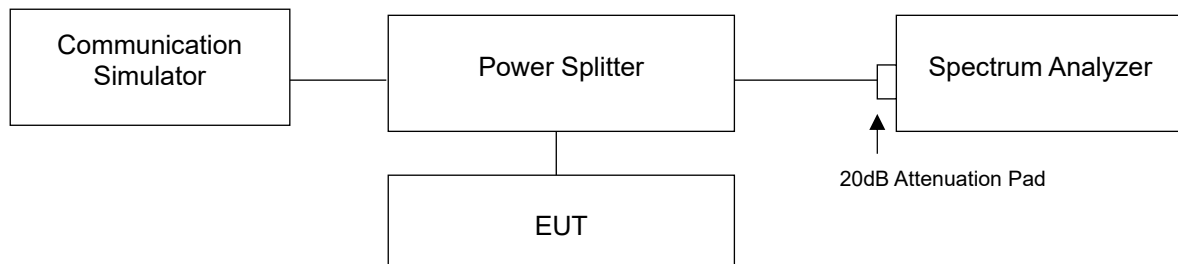 Communication
Simulator
Power Splitter
Spectrum Analyzer
20dB Attenuation Pad
EUT